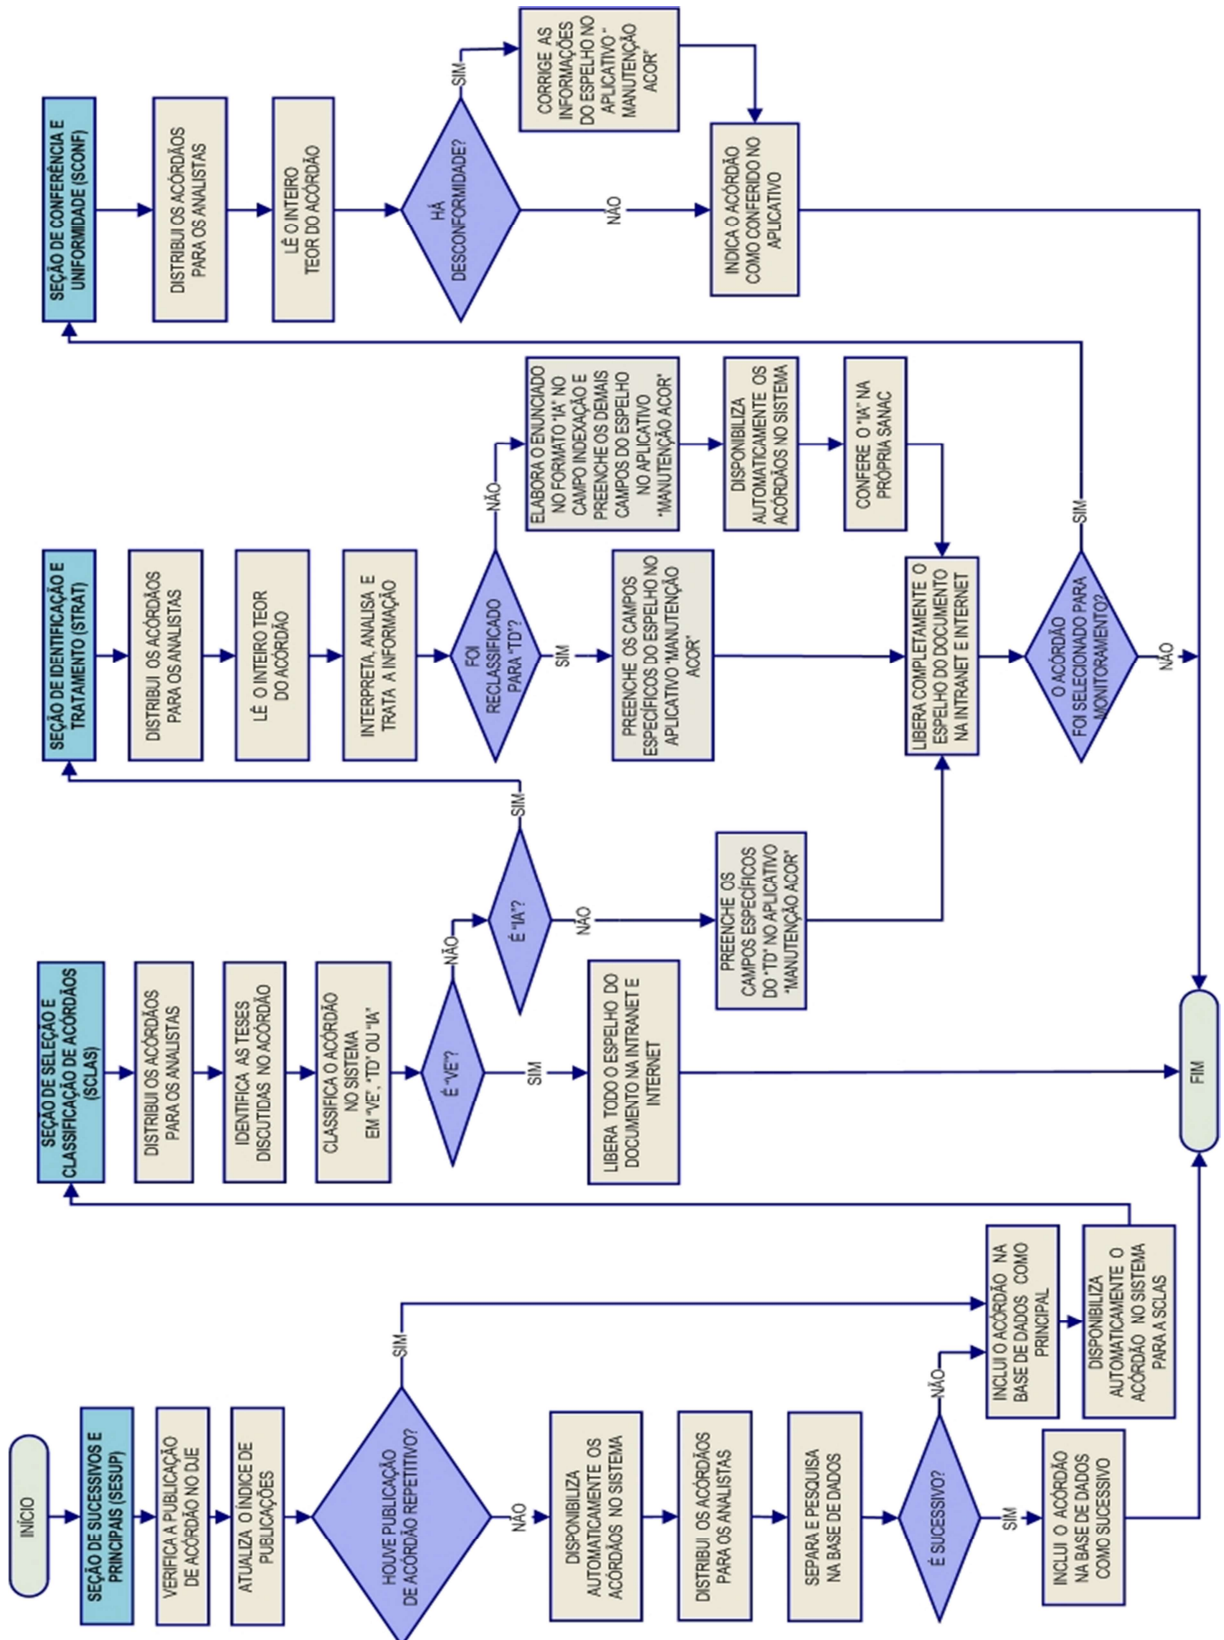 INÍCIO
SEÇÃO DE SUCESSIVOS E
PRINCIPAIS (SESUP)
VERIFICA A PUBLICAÇÃO
DE ACÓRDÃO NO DJE
ATUALIZA O ÍNDICE DE
PUBLICAÇÕES
HOUVE PUBLICAÇÃO
DE ACÓRDÃO REPETITIVO?
SIM
NÃO
DISPONIBILIZA
AUTOMATICAMENTE OS
ACÓRDÃOS NO SISTEMA
DISTRIBUI OS ACÓRDÃOS
PARA OS ANALISTAS
SEPARA E PESQUISA
NA BASE DE DADOS
É SUCESSIVO?
NÃO
SIM
INCLUI O ACÓRDÃO
NA BASE DE DADOS
COMO SUCESSIVO
INCLUI O ACÓRDÃO NA
BASE DE DADOS COMO
PRINCIPAL
DISPONIBILIZA
AUTOMATICAMENTE O
ACÓRDÃO NO SISTEMA
PARA A SCLAS
SEÇÃO DE SELEÇÃO E
CLASSIFICAÇÃO DE ACÓRDÃOS
(SCLAS)
DISTRIBUI OS ACÓRDÃOS
PARA OS ANALISTAS
IDENTIFICA AS TESES
DISCUTIDAS NO ACÓRDÃO
CLASSIFICA O ACÓRDÃO
NO SISTEMA
EM "VE", "TD" OU "IA"
É "VE"?
NÃO
SIM
LIBERA TODO O ESPELHO DO
DOCUMENTO NA INTRANET E
INTERNET
É "IA"?
SIM
NÃO
PREENCHE OS
CAMPOS ESPECÍFICOS
DO "TD" NO APLICATIVO
"MANUTENÇÃO ACOR"
SEÇÃO DE IDENTIFICAÇÃO E
TRATAMENTO (STRAT)
DISTRIBUI OS ACÓRDÃOS
PARA OS ANALISTAS
LÊ O INTEIRO TEOR
DO ACÓRDÃO
INTERPRETA, ANALISA E
TRATA A INFORMAÇÃO
FOI
RECLASSIFICADO
PARA "TD"?
NÃO
SIM
PREENCHE OS CAMPOS
ESPECÍFICOS DO ESPELHO NO
APLICATIVO "MANUTENÇÃO
ACOR"
ELABORA O ENUNCIADO
NO FORMATO "IA" NO
CAMPO INDEXAÇÃO E
PREENCHE OS DEMAIS
CAMPOS DO ESPELHO
NO APLICATIVO
"MANUTENÇÃO ACOR"
DISPONIBILIZA
AUTOMATICAMENTE OS
ACÓRDÃOS NO SISTEMA
CONFERE O "IA" NA
PRÓPRIA SANAC
LIBERA COMPLETAMENTE O
ESPELHO DO DOCUMENTO
NA INTRANET E INTERNET
O ACÓRDÃO
FOI SELECIONADO PARA
MONITORAMENTO?
SIM
NÃO
SEÇÃO DE CONFERÊNCIA E
UNIFORMIDADE (SCONF)
DISTRIBUI OS ACÓRDÃOS
PARA OS ANALISTAS
LÊ O INTEIRO
TEOR DO ACÓRDÃO
HÁ
DESCONFORMIDADE?
SIM
NÃO
CORRIGE AS
INFORMAÇÕES
DO ESPELHO NO
APLICATIVO "
MANUTENÇÃO
ACOR"
INDICA O ACÓRDÃO
COMO CONFERIDO NO
APLICATIVO
FIM